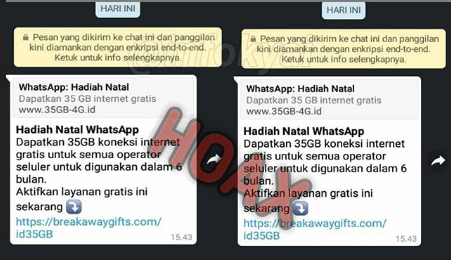 HARI INI
Pesan yang dikirim ke chat ini dan panggilan
kini diamankan dengan enkripsi end-to-end.
Ketuk untuk info selengkapnya.
WhatsApp: Hadiah Natal
Dapatkan 35 GB internet gratis
www.35GB-4G.id
Hadiah Natal WhatsApp
Dapatkan 35GB koneksi internet
gratis untuk semua operator
seluler untuk digunakan dalam 6
bulan.
Aktifkan layanan gratis ini
sekarang
https://breakawaygifts.com/
id35GB
15.43
HARI INI
Pesan yang dikirim ke chat ini dan panggilan
kini diamankan dengan enkripsi end-to-end.
Ketuk untuk info selengkapnya.
WhatsApp: Hadiah Natal
Dapatkan 35 GB internet gratis
www.35GB-4G.id
Hadiah Natal WhatsApp
Dapatkan 35GB koneksi internet
gratis untuk semua operator
seluler untuk digunakan dalam 6
bulan.
Aktifkan layanan gratis ini
sekarang
https://breakawaygifts.com/
id35GB
15.43
HOAX